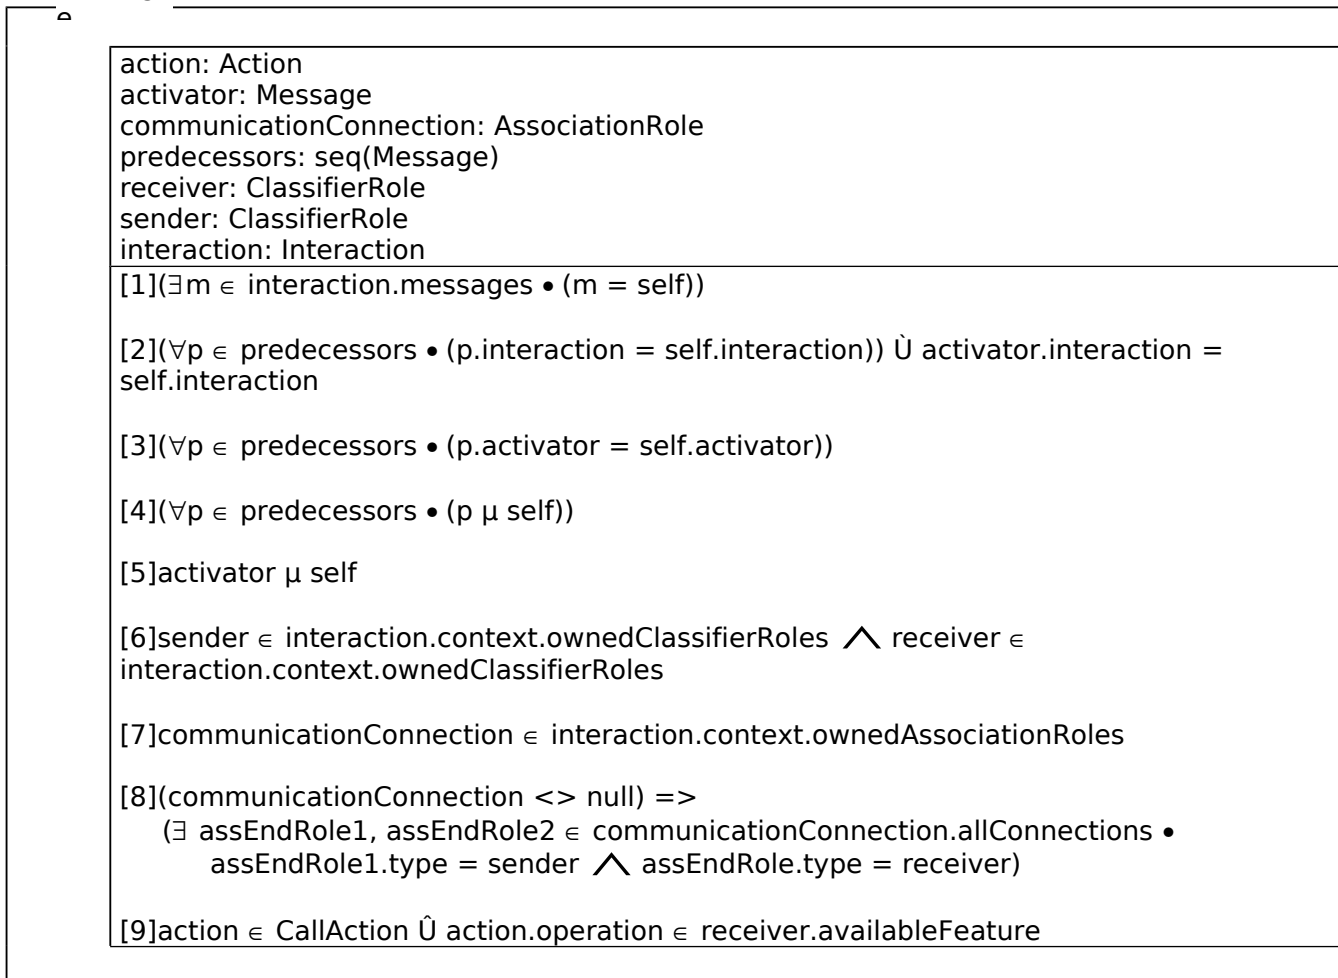 e
action: Action
activator: Message
communicationConnection: AssociationRole
predecessors: seq(Message)
receiver: ClassifierRole
sender: ClassifierRole
interaction: Interaction
[1](∃m ∈ interaction.messages • (m = self))
[2](∀p ∈ predecessors • (p.interaction = self.interaction)) Ù activator.interaction =
self.interaction
[3](∀p ∈ predecessors • (p.activator = self.activator))
[4](∀p ∈ predecessors • (p µ self))
[5]activator µ self
[6]sender ∈ interaction.context.ownedClassifierRoles ∧ receiver ∈
interaction.context.ownedClassifierRoles
[7]communicationConnection ∈ interaction.context.ownedAssociationRoles
[8](communicationConnection <> null) =>
(∃ assEndRole1, assEndRole2 ∈ communicationConnection.allConnections •
assEndRole1.type = sender ∧ assEndRole.type = receiver)
[9]action ∈ CallAction Û action.operation ∈ receiver.availableFeature